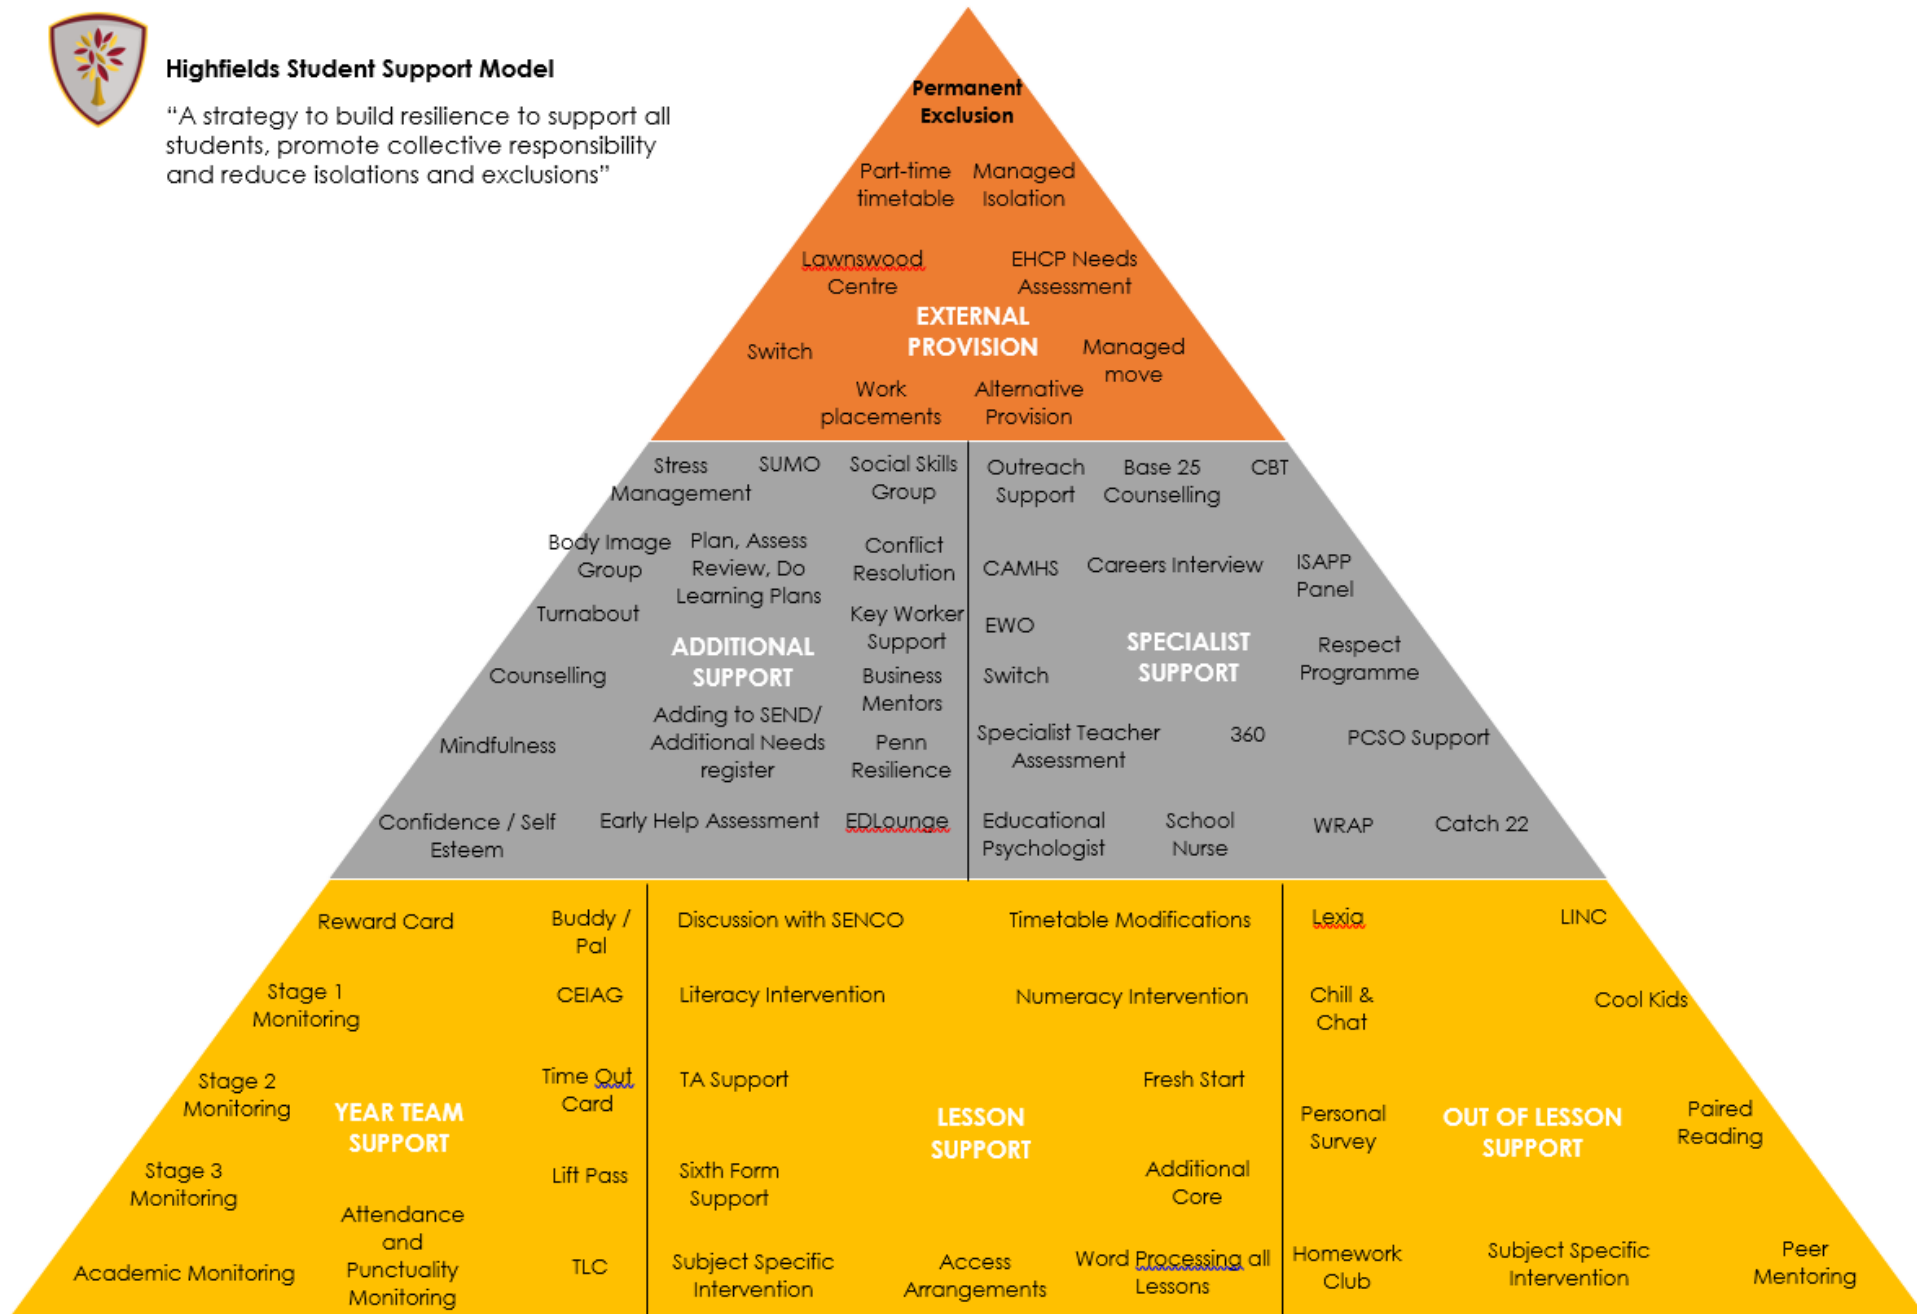 Highfields Student Support Model
“A strategy to build resilience to support all
students, promote collective responsibility
and reduce isolations and exclusions”
Permanent
Exclusion
Part-time
timetable
Managed
Isolation
Lawnswood
Centre
EHCP Needs
Assessment
EXTERNAL
PROVISION
Switch
Managed
move
Work
placements
Alternative
Provision
Stress
Management
SUMO
Social Skills
Group
Body Image
Group
Plan, Assess
Review, Do
Learning Plans
Conflict
Resolution
Turnabout
Key Worker
Support
ADDITIONAL
SUPPORT
Counselling
Business
Mentors
Adding to SEND/
Additional Needs
register
Mindfulness
Penn
Resilience
Confidence / Self
Esteem
Early Help Assessment
EDLounge
Outreach
Support
Base 25
Counselling
CBT
CAMHS
Careers Interview
ISAPP
Panel
EWO
SPECIALIST
SUPPORT
Respect
Programme
Switch
Specialist Teacher
Assessment
360
PCSO Support
Educational
Psychologist
School
Nurse
WRAP
Catch 22
Reward Card
Buddy /
Pal
Stage 1
Monitoring
CEIAG
Stage 2
Monitoring
Time Out
Card
YEAR TEAM
SUPPORT
Stage 3
Monitoring
Lift Pass
Attendance
and
Punctuality
Monitoring
Academic Monitoring
TLC
Discussion with SENCO
Timetable Modifications
Literacy Intervention
Numeracy Intervention
TA Support
Fresh Start
LESSON
SUPPORT
Sixth Form
Support
Additional
Core
Subject Specific
Intervention
Access
Arrangements
Word Processing all
Lessons
Lexia
LINC
Chill &
Chat
Cool Kids
Personal
Survey
OUT OF LESSON
SUPPORT
Paired
Reading
Homework
Club
Subject Specific
Intervention
Peer
Mentoring